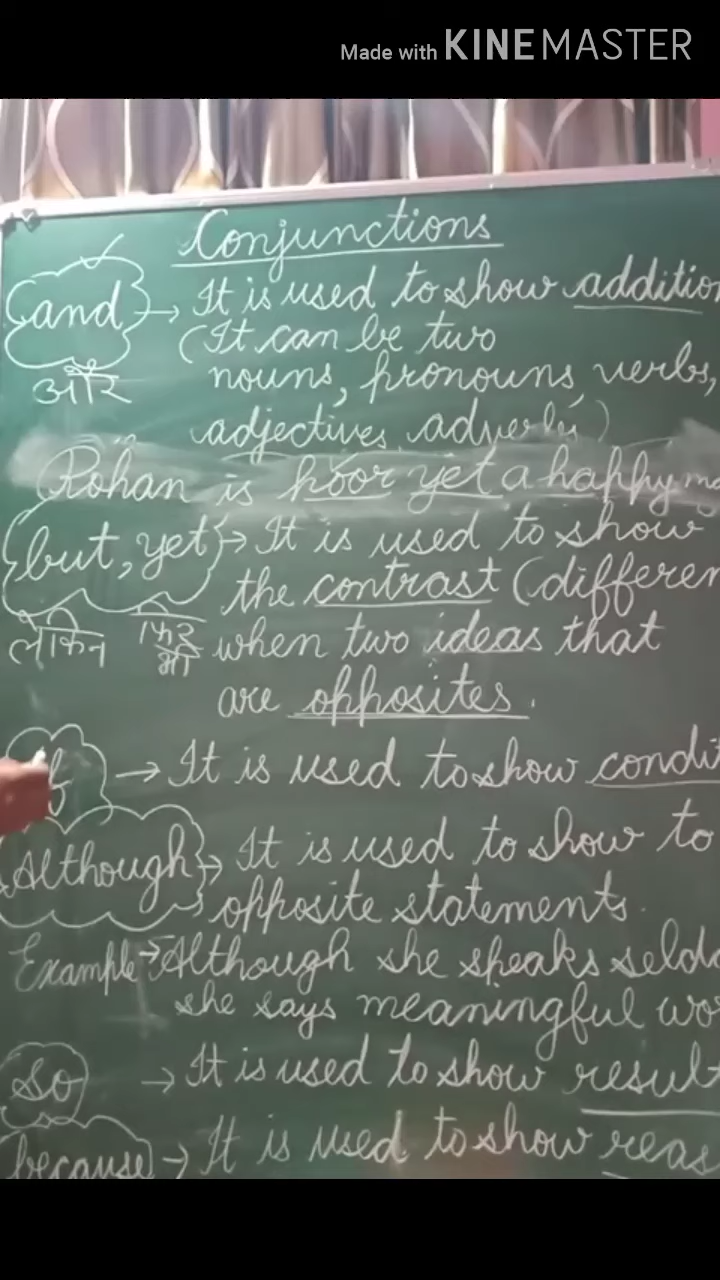 Made with KINEMASTER
Conjunctions
and → It is used to show addition
(It can be two
और nouns, pronouns, verbs,
adjectives, adverbs)
Rohan is poor yet a happy
but, yet → It is used to show
the contrast (differen
लेकिन फिर भी when two ideas that
are opposites.
→ It is used to show condi
Although → It is used to show to
opposite statements.
Example → Although she speaks seldo
she says meaningful wo
So → It is used to show result
because → It is used to show reas